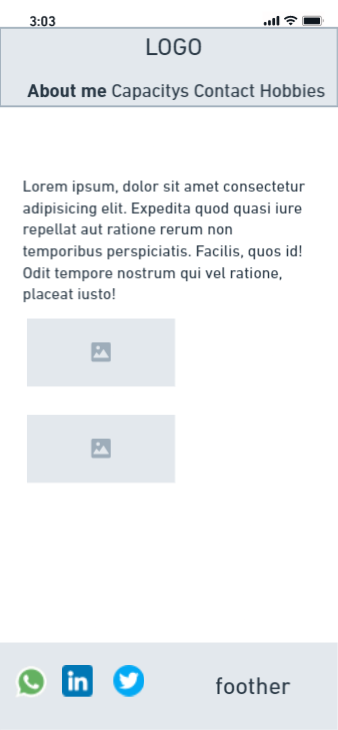 3:03
LOGO
About me Capacitys Contact Hobbies
Lorem ipsum, dolor sit amet consectetur
adipisicing elit. Expedita quod quasi iure
repellat aut ratione rerum non
temporibus perspiciatis. Facilis, quos id!
Odit tempore nostrum qui vel ratione,
placeat iusto!
in
foother